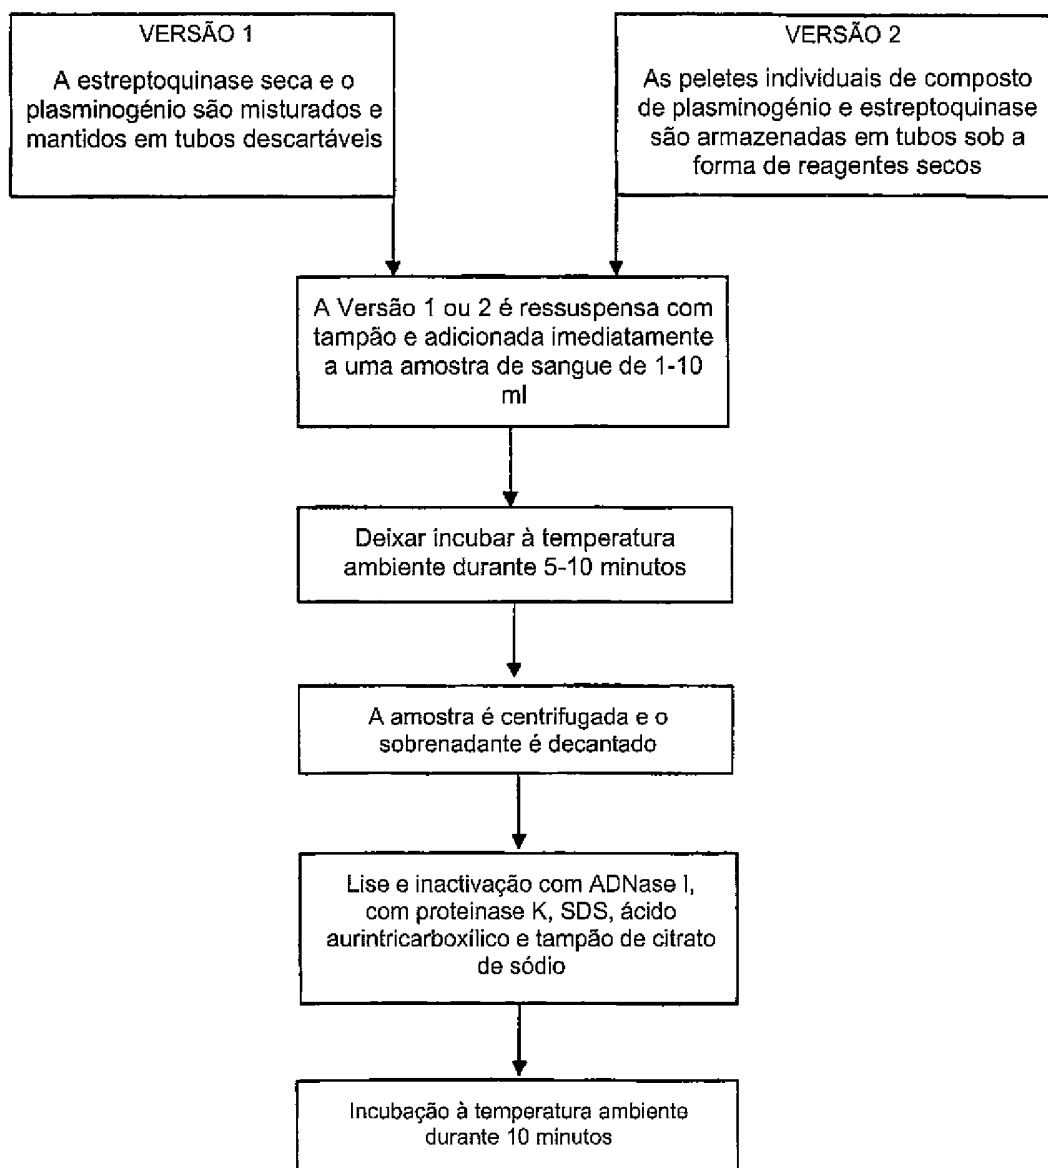 VERSÃO 1
A estreptoquinase seca e o
plasminogénio são misturados e
mantidos em tubos descartáveis
VERSÃO 2
As peletes individuais de composto
de plasminogénio e estreptoquinase
são armazenadas em tubos sob a
forma de reagentes secos
A Versão 1 ou 2 é ressuspensa com
tampão e adicionada imediatamente
a uma amostra de sangue de 1-10
ml
Deixar incubar à temperatura
ambiente durante 5-10 minutos
A amostra é centrifugada e o
sobrenadante é decantado
Lise e inactivação com ADNase I,
com proteinase K, SDS, ácido
aurintricarboxílico e tampão de citrato
de sódio
Incubação à temperatura ambiente
durante 10 minutos